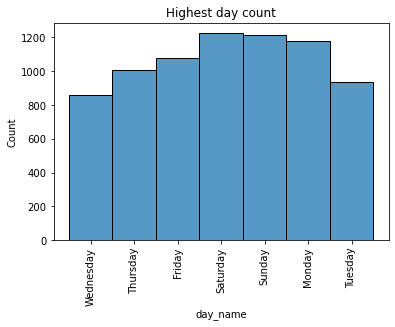 Highest day count
1200
1000
800
600
400
200
0
Count
Wednesday
Thursday
Friday
Saturday
Sunday
Monday
Tuesday
day_name